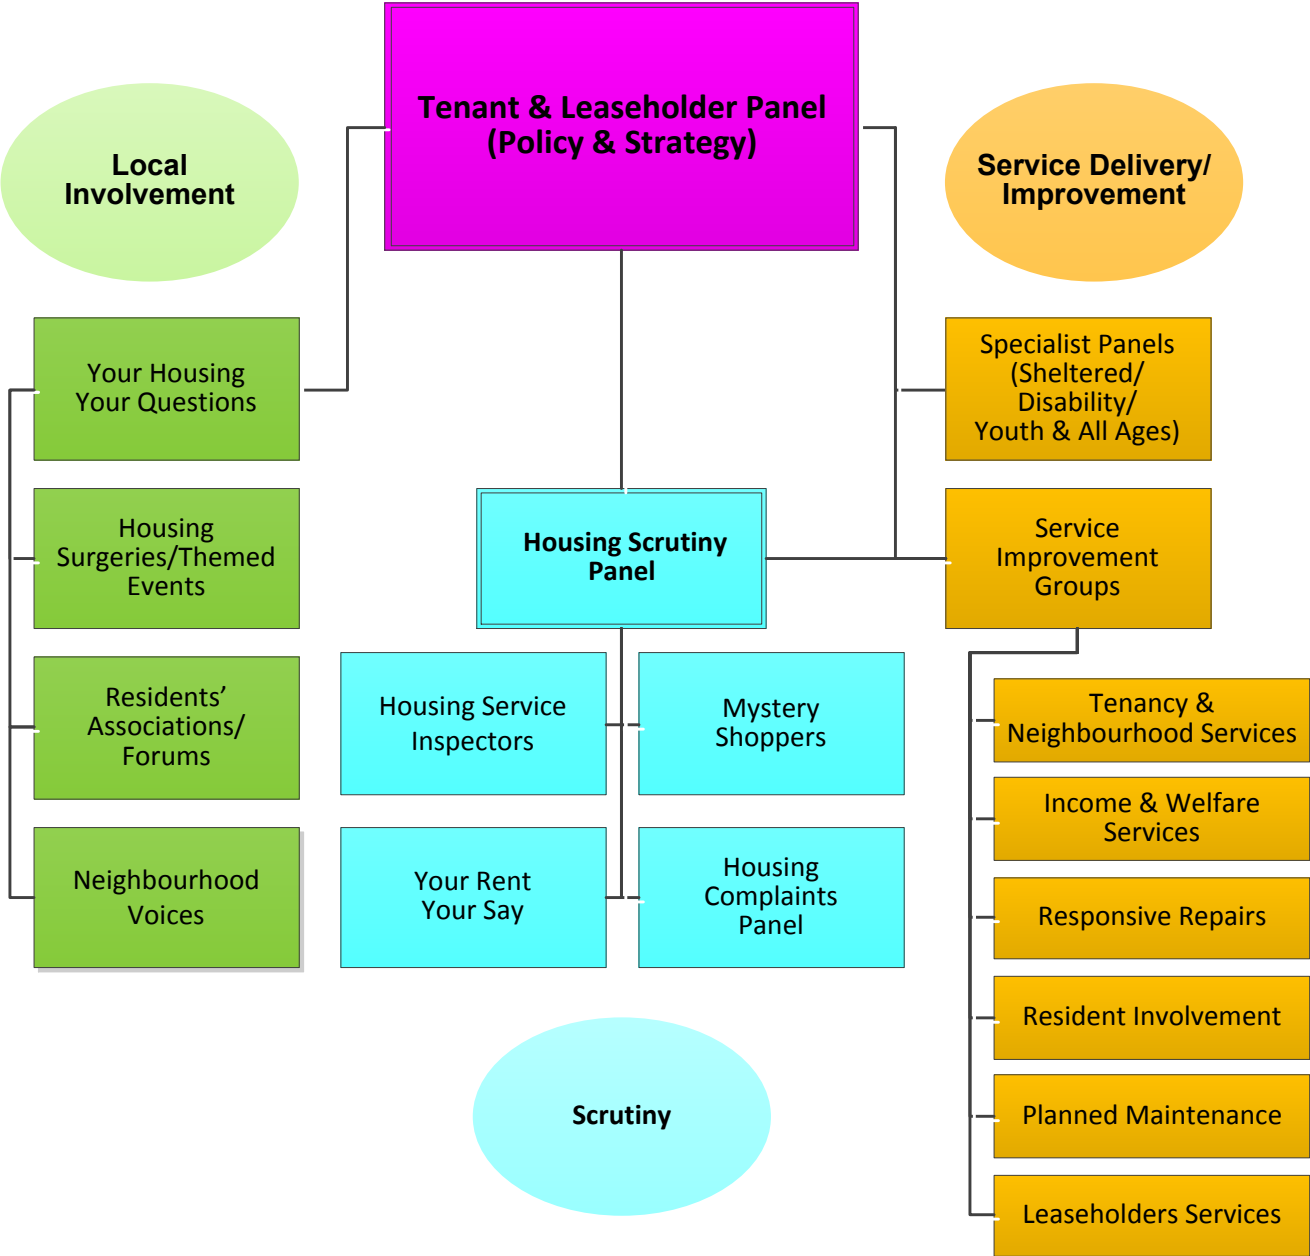 Tenant & Leaseholder Panel
(Policy & Strategy)
Local
Involvement
Service Delivery/
Improvement
Your Housing
Your Questions
Housing
Surgeries/Themed
Events
Residents’
Associations/
Forums
Neighbourhood
Voices
Housing Scrutiny
Panel
Housing Service
Inspectors
Mystery
Shoppers
Your Rent
Your Say
Housing
Complaints
Panel
Scrutiny
Specialist Panels
(Sheltered/
Disability/
Youth & All Ages)
Service
Improvement
Groups
Tenancy &
Neighbourhood Services
Income & Welfare
Services
Responsive Repairs
Resident Involvement
Planned Maintenance
Leaseholders Services